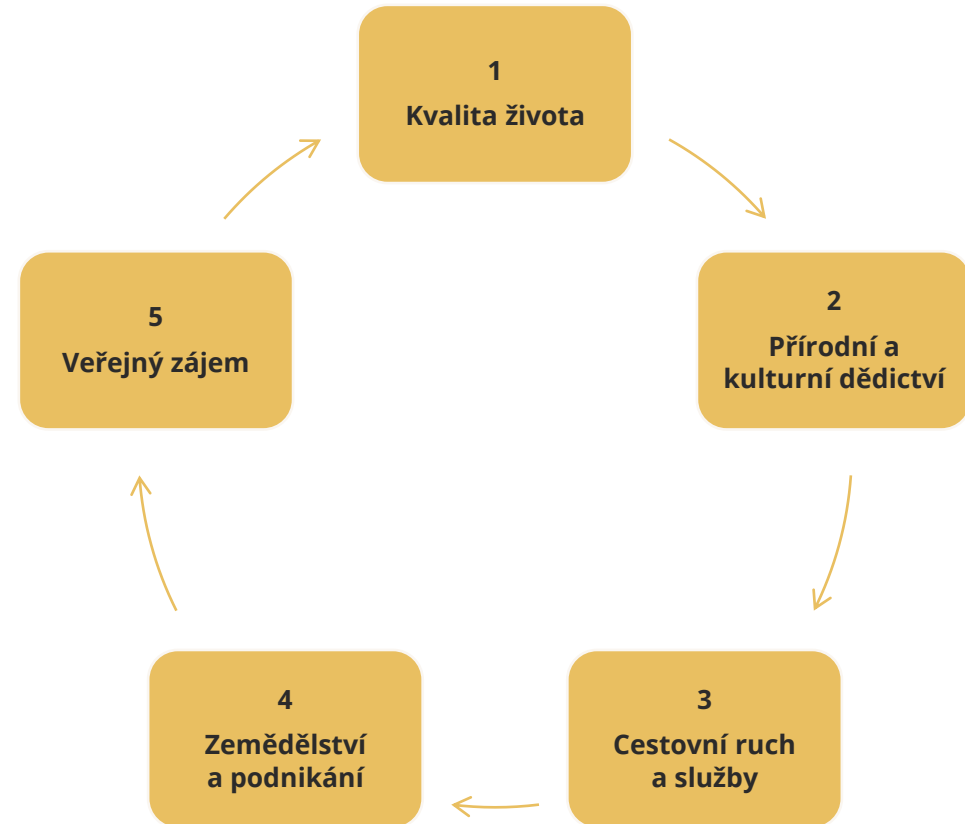 1
Kvalita života
2
Přírodní a
kulturní dědictví
3
Cestovní ruch
a služby
4
Zemědělství
a podnikání
5
Veřejný zájem